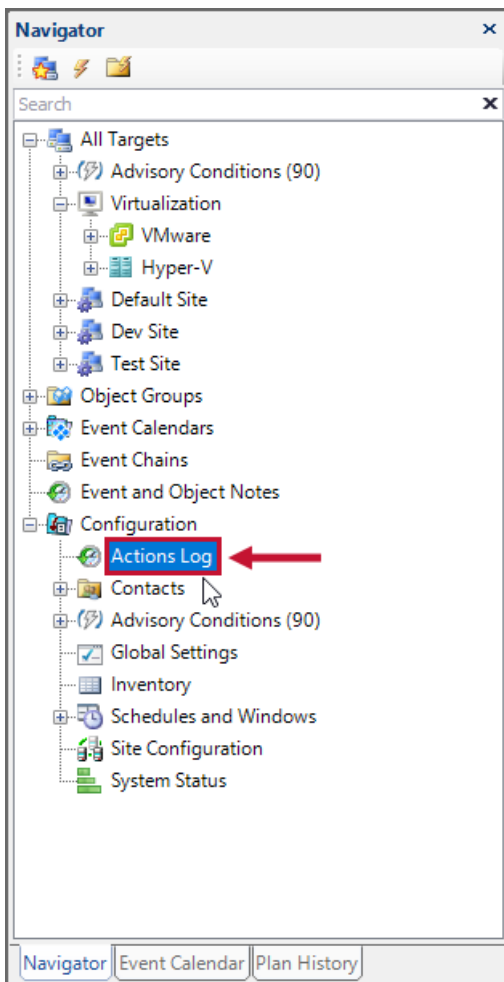 Navigator
Search
All Targets
Advisory Conditions (90)
Virtualization
VMware
Hyper-V
Default Site
Dev Site
Test Site
Object Groups
Event Calendars
Event Chains
Event and Object Notes
Configuration
Actions Log
Contacts
Advisory Conditions (90)
Global Settings
Inventory
Schedules and Windows
Site Configuration
System Status
Navigator Event Calendar Plan History